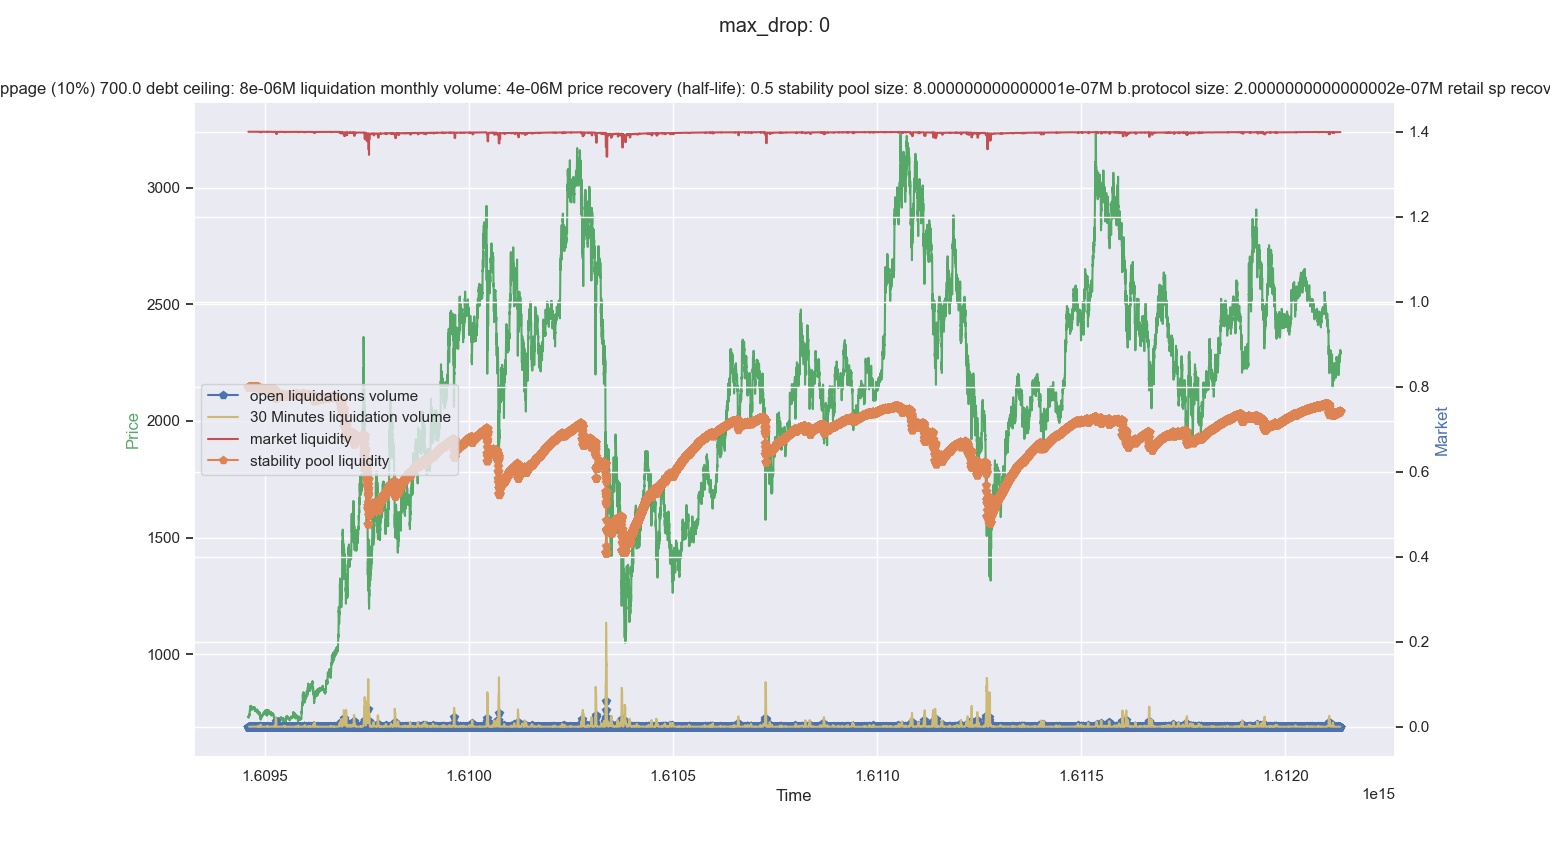 max_drop: 0
ppage (10%) 700.0 debt ceiling: 8e-06M liquidation monthly volume: 4e-06M price recovery (half-life): 0.5 stability pool size: 8.000000000000001e-07M b.protocol size: 2.0000000000000002e-07M retail sp recov
3000
2500
2000
1500
1000
Price
open liquidations volume
30 Minutes liquidation volume
market liquidity
stability pool liquidity
1.4
1.2
1.0
0.8
0.6
0.4
0.2
0.0
Market
1.6095 1.6100 1.6105 1.6110 1.6115 1.6120
Time
1e15